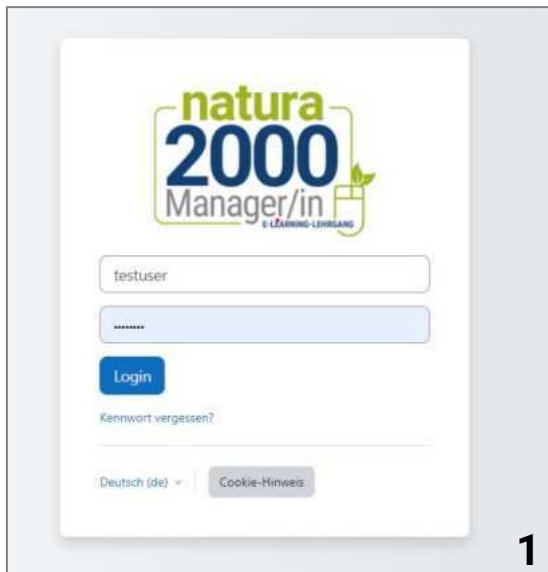 natura
2000
Manager/in
E-LEARNING-LEHRGANG
testuser
••••••••
Login
Kennwort vergessen?
Deutsch (de)
Cookie-Hinweis
1